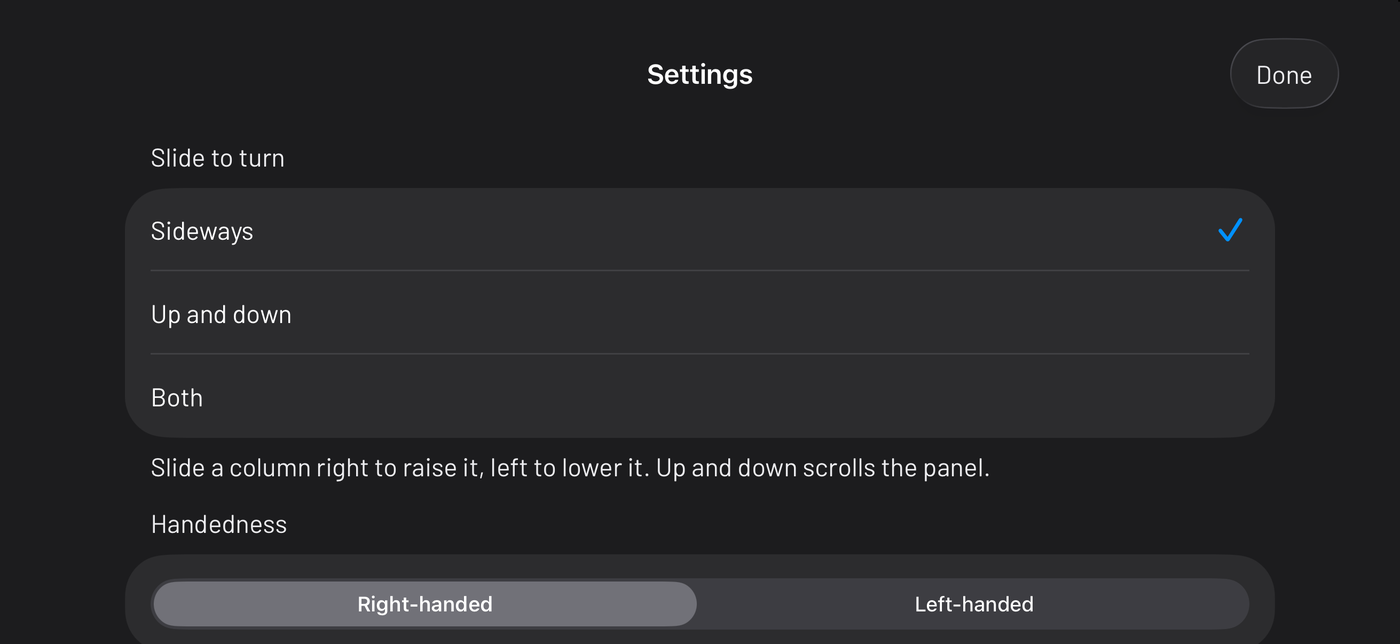 Settings
Done
Slide to turn
Sideways
Up and down
Both
Slide a column right to raise it, left to lower it. Up and down scrolls the panel.
Handedness
Right-handed
Left-handed